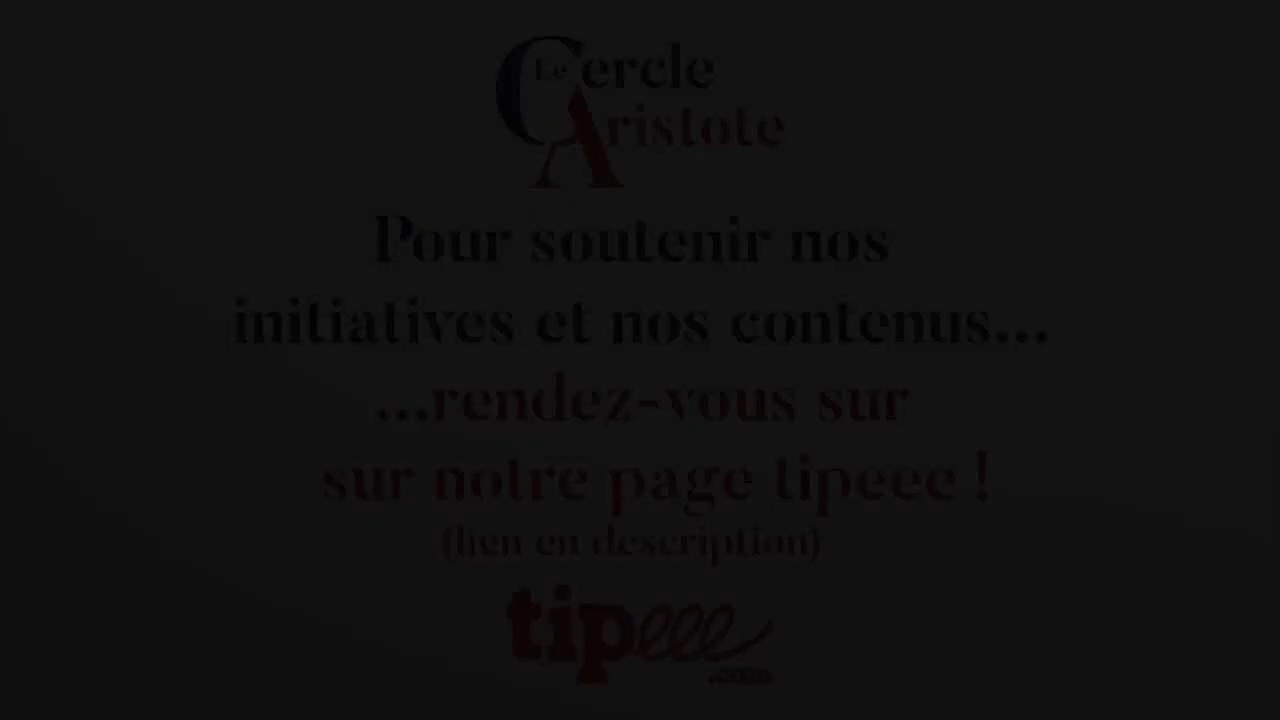 Le Cercle
Aristote
Pour soutenir nos
initiatives et nos contenus...
...rendez-vous sur
sur notre page tipeee !
(lien en description)
tipeee
.com